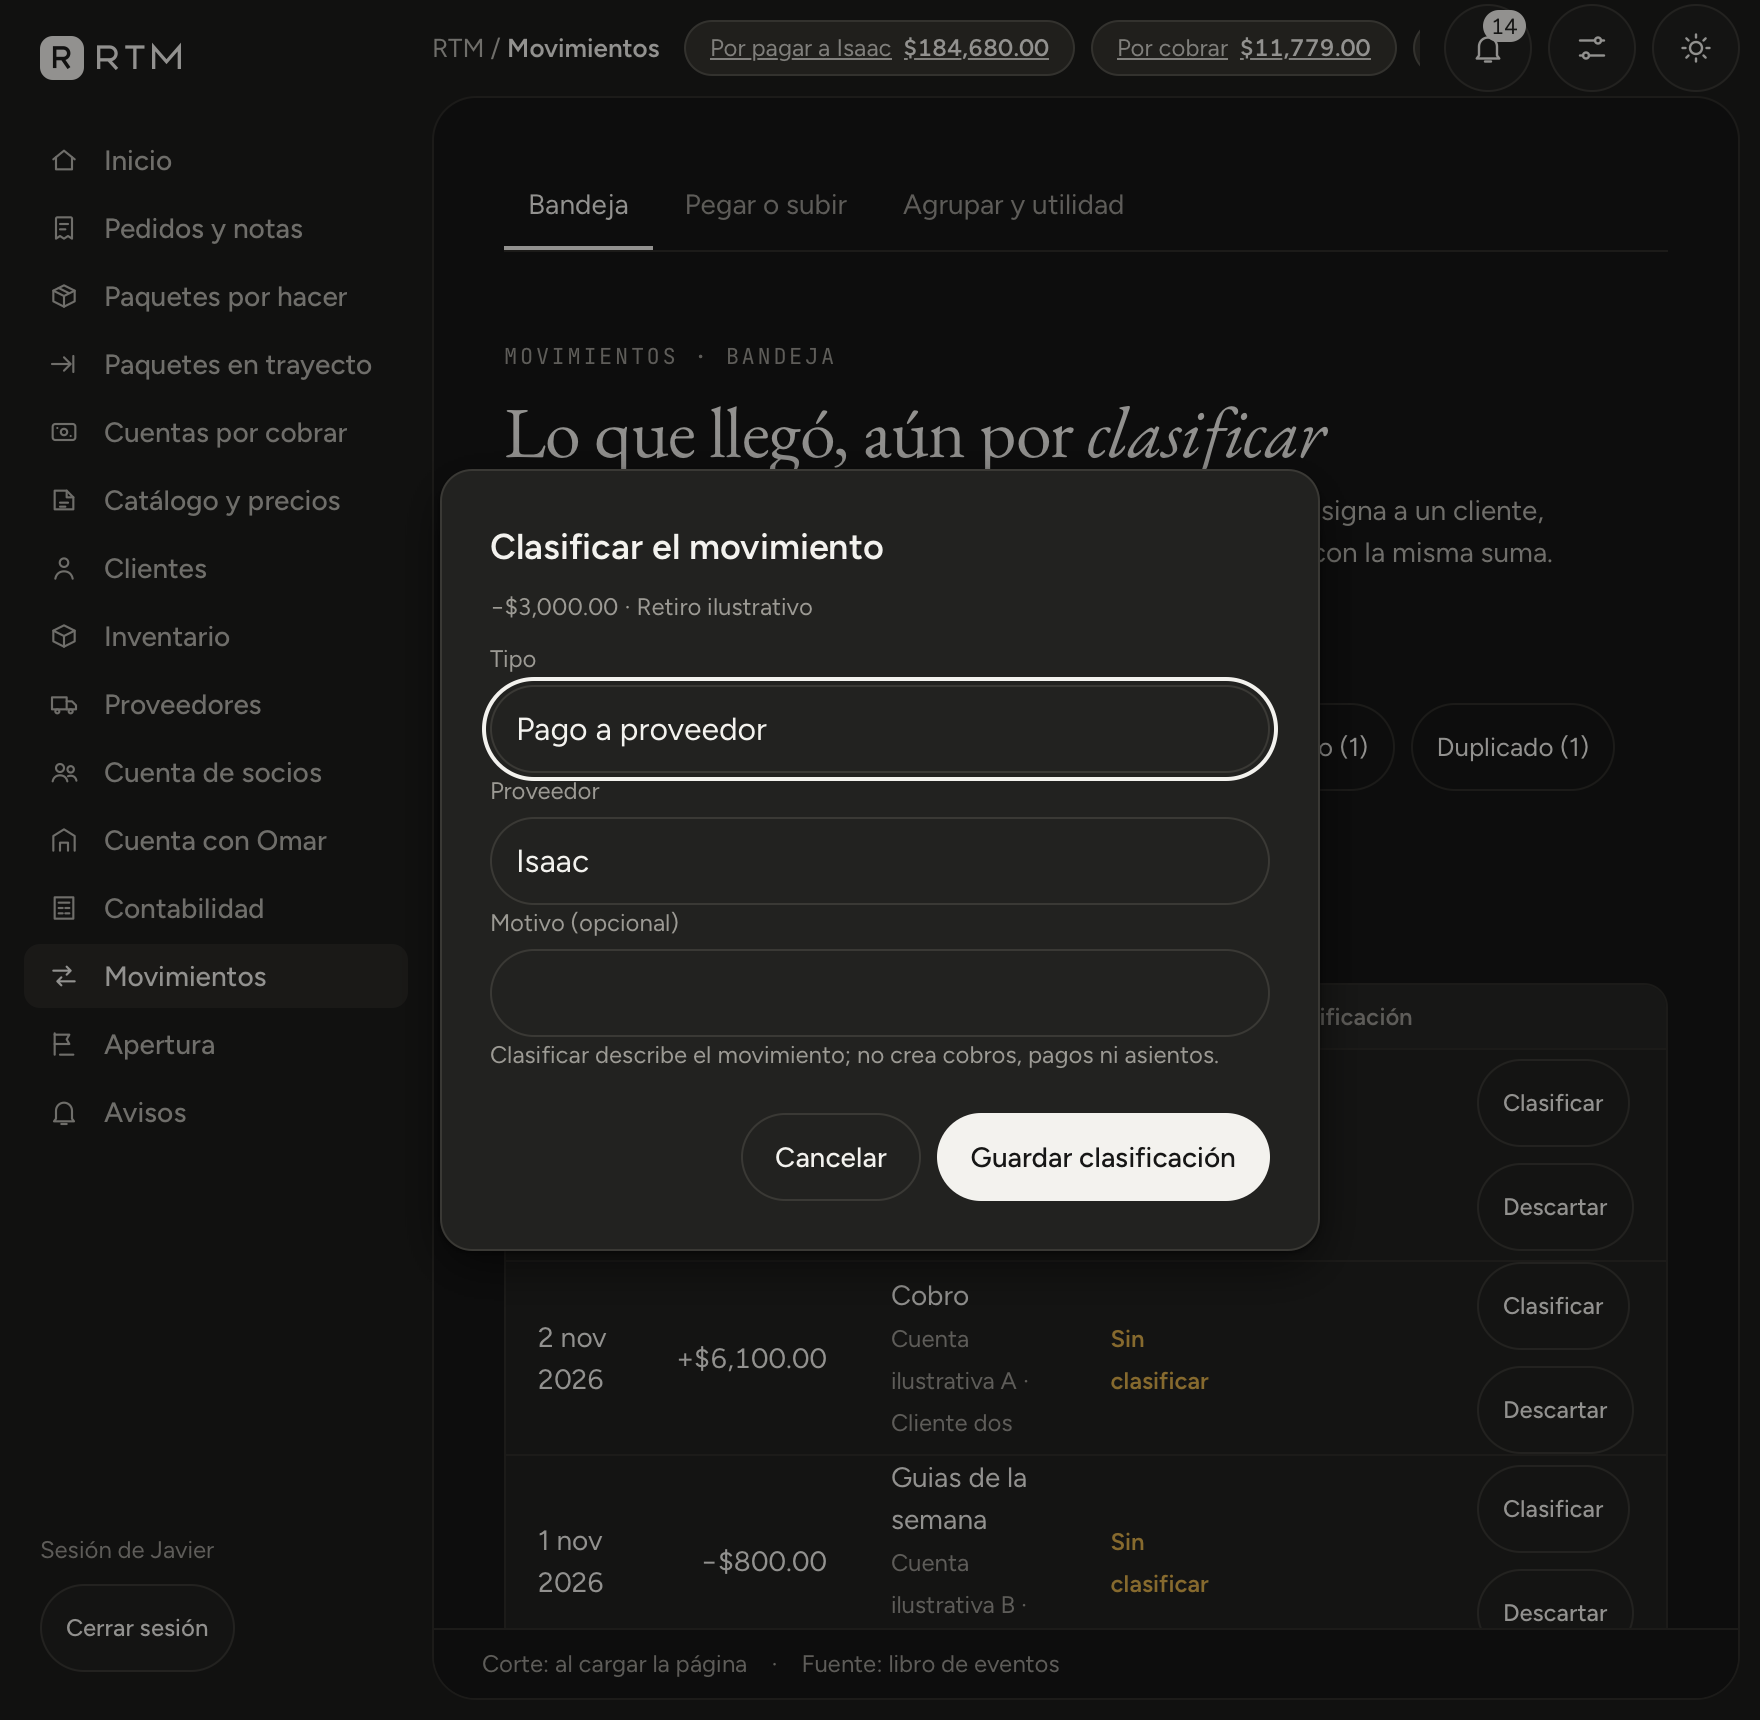 R RTM
RTM / Movimientos
Por pagar a Isaac $184,680.00
Por cobrar $11,779.00
14
Inicio
Pedidos y notas
Paquetes por hacer
Paquetes en trayecto
Cuentas por cobrar
Catálogo y precios
Clientes
Inventario
Proveedores
Cuenta de socios
Cuenta con Omar
Contabilidad
Movimientos
Apertura
Avisos
Sesión de Javier
Cerrar sesión
Bandeja
Pegar o subir
Agrupar y utilidad
MOVIMIENTOS · BANDEJA
Lo que llegó, aún por clasificar
a un cliente,
la misma suma.
(1)
Duplicado (1)
Clasificar el movimiento
−$3,000.00 · Retiro ilustrativo
Tipo
Pago a proveedor
Proveedor
Isaac
Motivo (opcional)
Clasificar describe el movimiento; no crea cobros, pagos ni asientos.
Cancelar
Guardar clasificación
Clasificar
Descartar
2 nov
2026
+$6,100.00
Cobro
Cuenta
ilustrativa A ·
Cliente dos
Sin
clasificar
Clasificar
Descartar
1 nov
2026
−$800.00
Guias de la
semana
Cuenta
ilustrativa B ·
Sin
clasificar
Clasificar
Descartar
Corte: al cargar la página · Fuente: libro de eventos